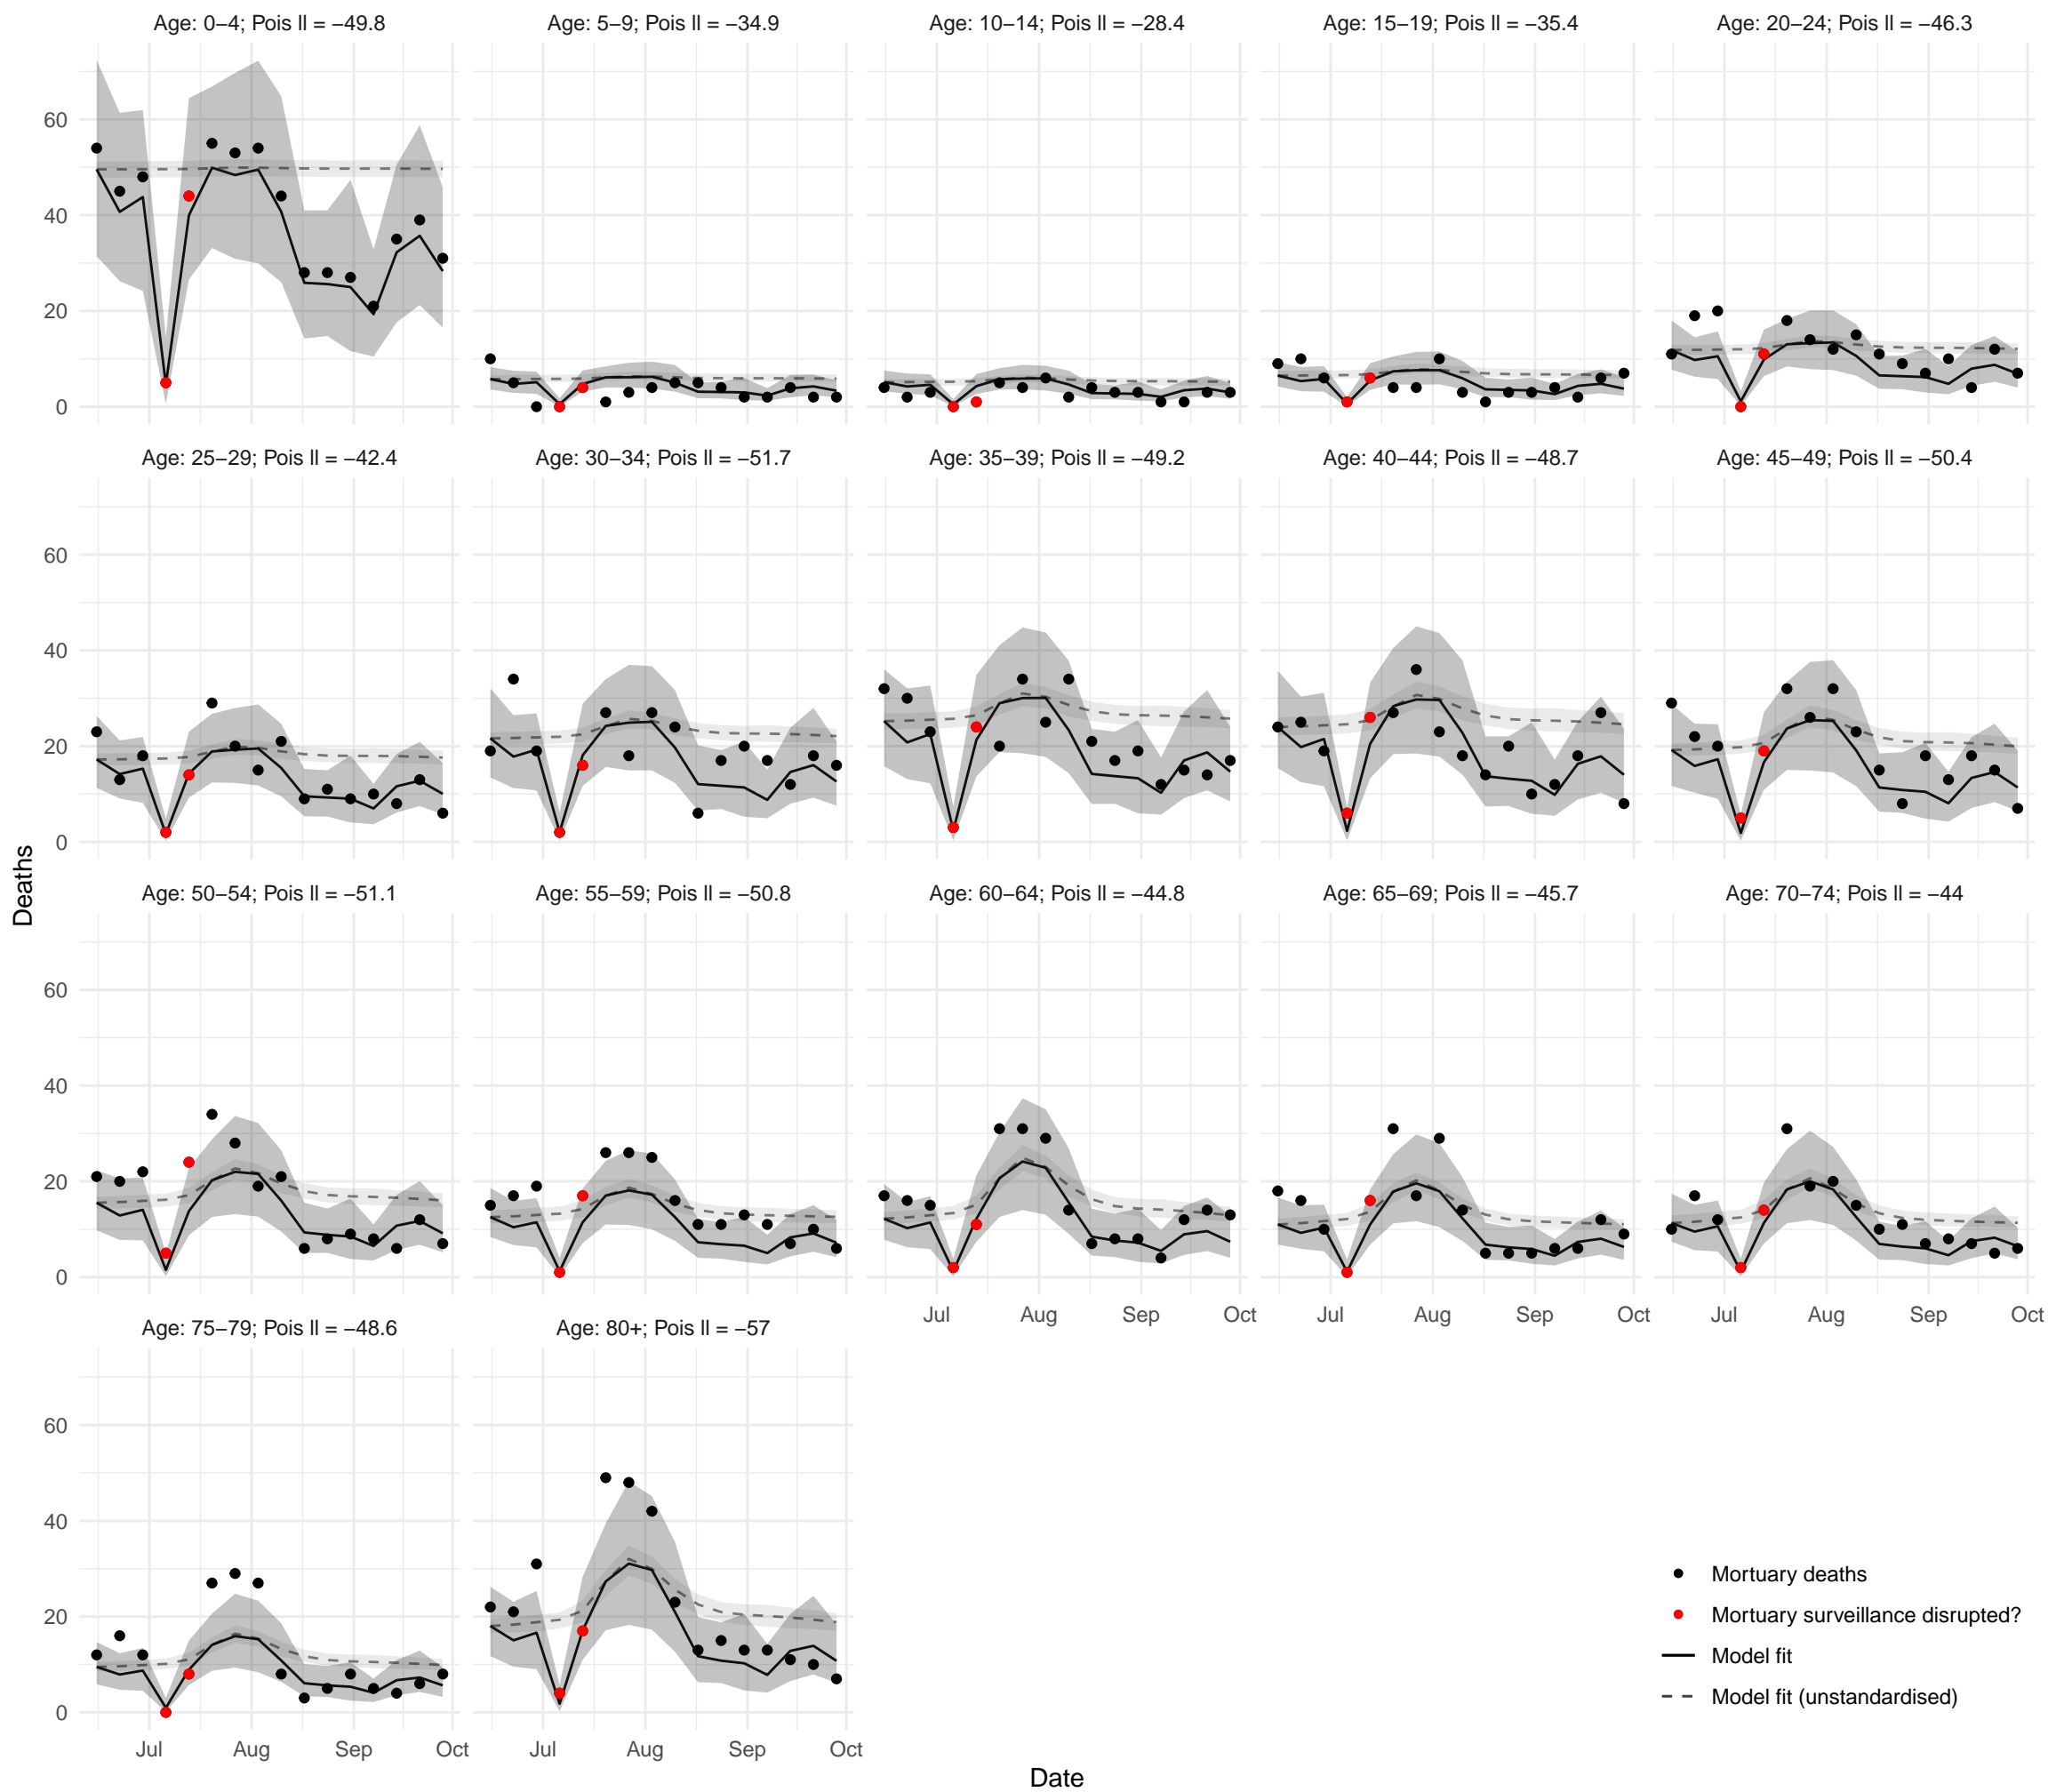 Age: 0−4; Pois ll = −49.8
Age: 5−9; Pois ll = −34.9
Age: 10−14; Pois ll = −28.4
Age: 15−19; Pois ll = −35.4
Age: 20−24; Pois ll = −46.3
60
40
20
0
Age: 25−29; Pois ll = −42.4
Age: 30−34; Pois ll = −51.7
Age: 35−39; Pois ll = −49.2
Age: 40−44; Pois ll = −48.7
Age: 45−49; Pois ll = −50.4
60
40
20
0
Deaths
Age: 50−54; Pois ll = −51.1
Age: 55−59; Pois ll = −50.8
Age: 60−64; Pois ll = −44.8
Age: 65−69; Pois ll = −45.7
Age: 70−74; Pois ll = −44
60
40
20
0
Jul Aug Sep Oct
Jul Aug Sep Oct
Jul Aug Sep Oct
Age: 75−79; Pois ll = −48.6
Age: 80+; Pois ll = −57
60
40
20
0
Jul Aug Sep Oct
Jul Aug Sep Oct
Mortuary deaths
Mortuary surveillance disrupted?
Model fit
Model fit (unstandardised)
Date